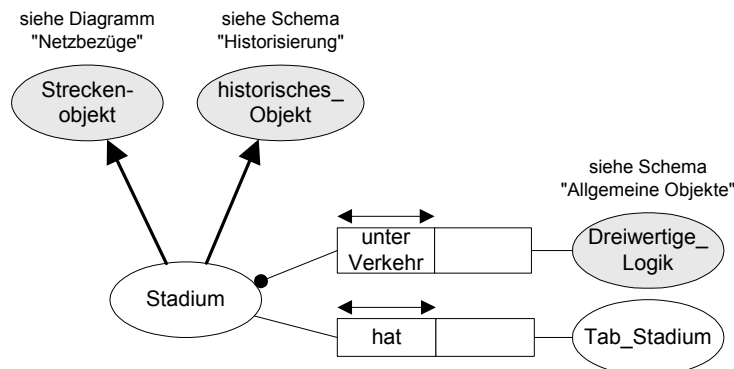 siehe Diagramm
"Netzbezüge"
siehe Schema
"Historisierung"
Strecken-
objekt
historisches_
Objekt
siehe Schema
"Allgemeine Objekte"
unter
Verkehr
Dreiwertige_
Logik
Stadium
hat
Tab_Stadium